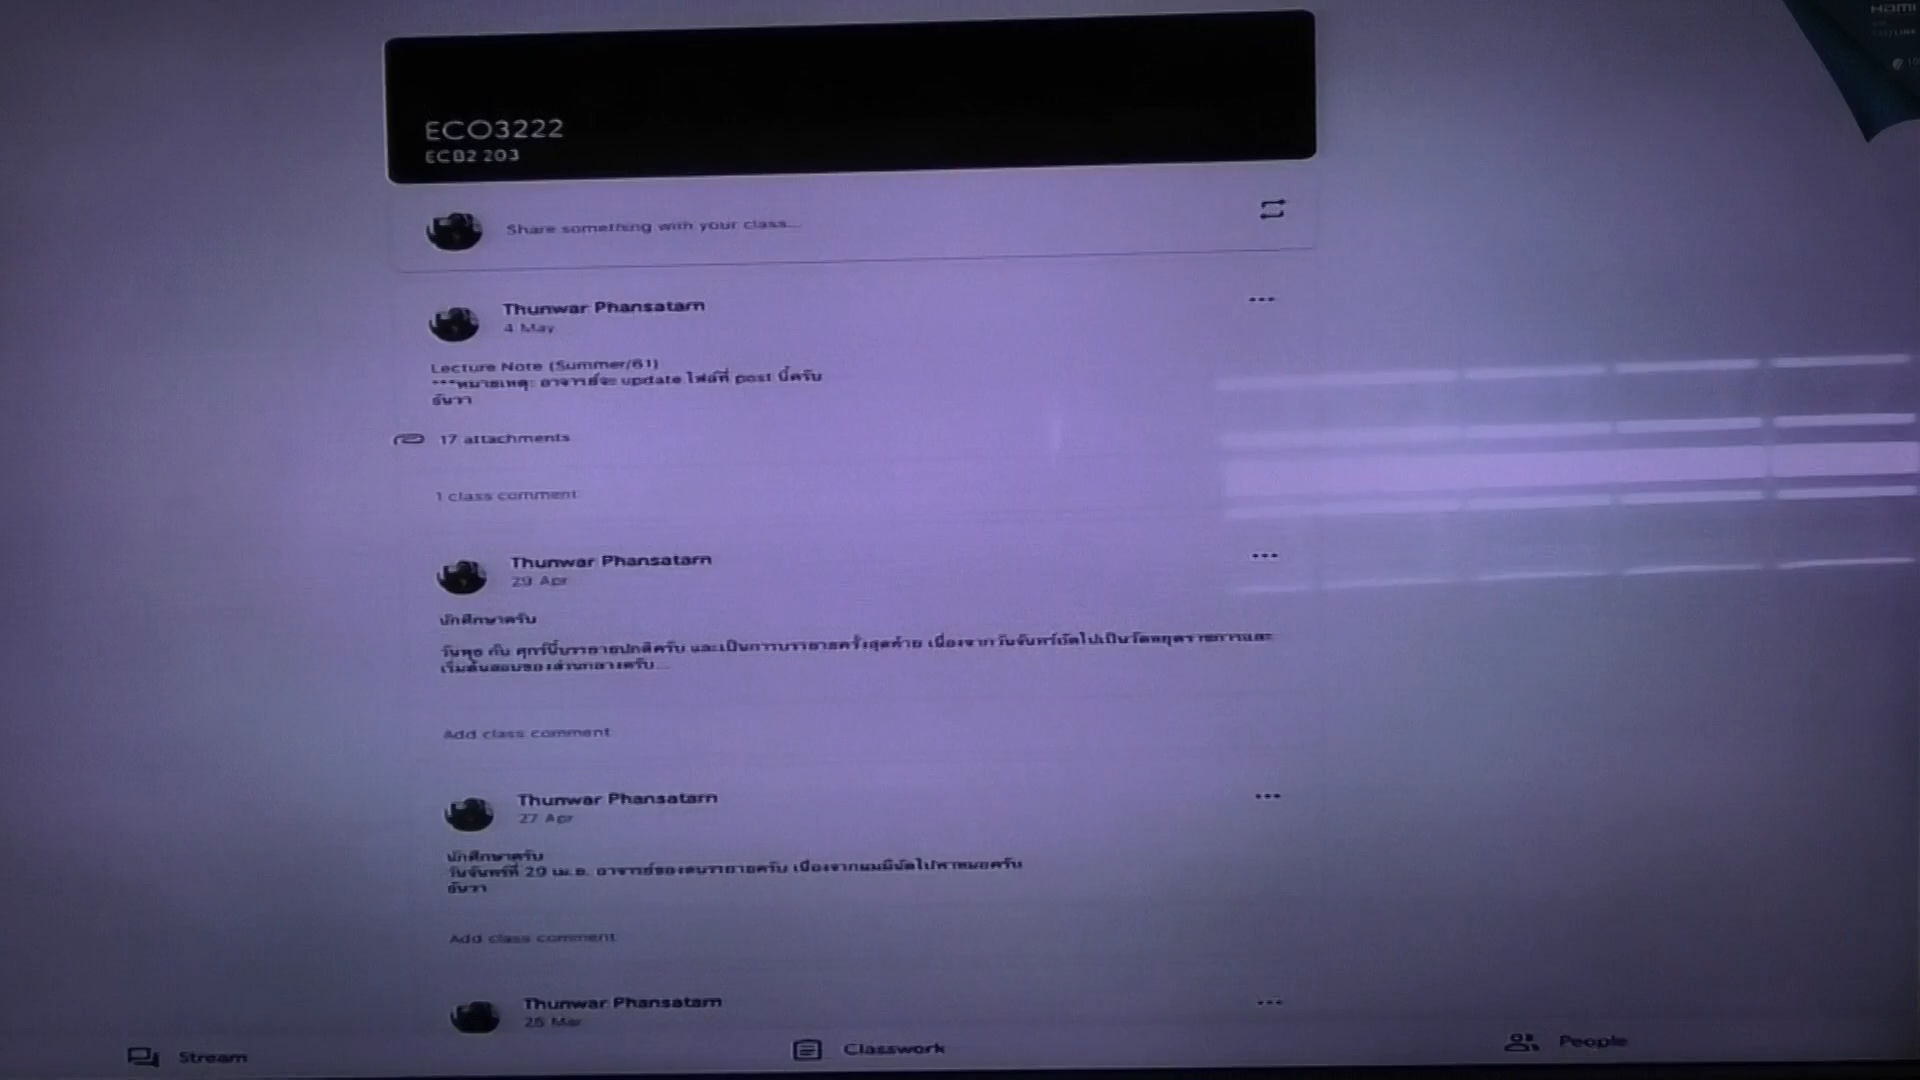 Hami
ECO3222
ECB2 203
Share something with your class...
Thunwar Phansatarn
4 May
Lecture Note (Summer/61)
***หมายเหตุ: อาจารย์จะ update ไฟล์ที่ post นี้ครับ
ธันวา
17 attachments
1 class comment
Thunwar Phansatarn
29 Apr
นักศึกษาครับ
วันพุธ กับ ศุกร์นี้บรรยายปกติครับ และเป็นการบรรยายครั้งสุดท้าย เนื่องจากวันจันทร์ถัดไปเป็นวันหยุดราชการและ
เริ่มต้นสอบของส่วนกลางครับ...
Add class comment
Thunwar Phansatarn
27 Apr
นักศึกษาครับ
วันจันทร์ที่ 29 เม.ย. อาจารย์ของดบรรยายครับ เนื่องจากผมมีนัดไปหาหมอครับ
ธันวา
Add class comment
Thunwar Phansatarn
25 Mar
Stream
Classwork
People